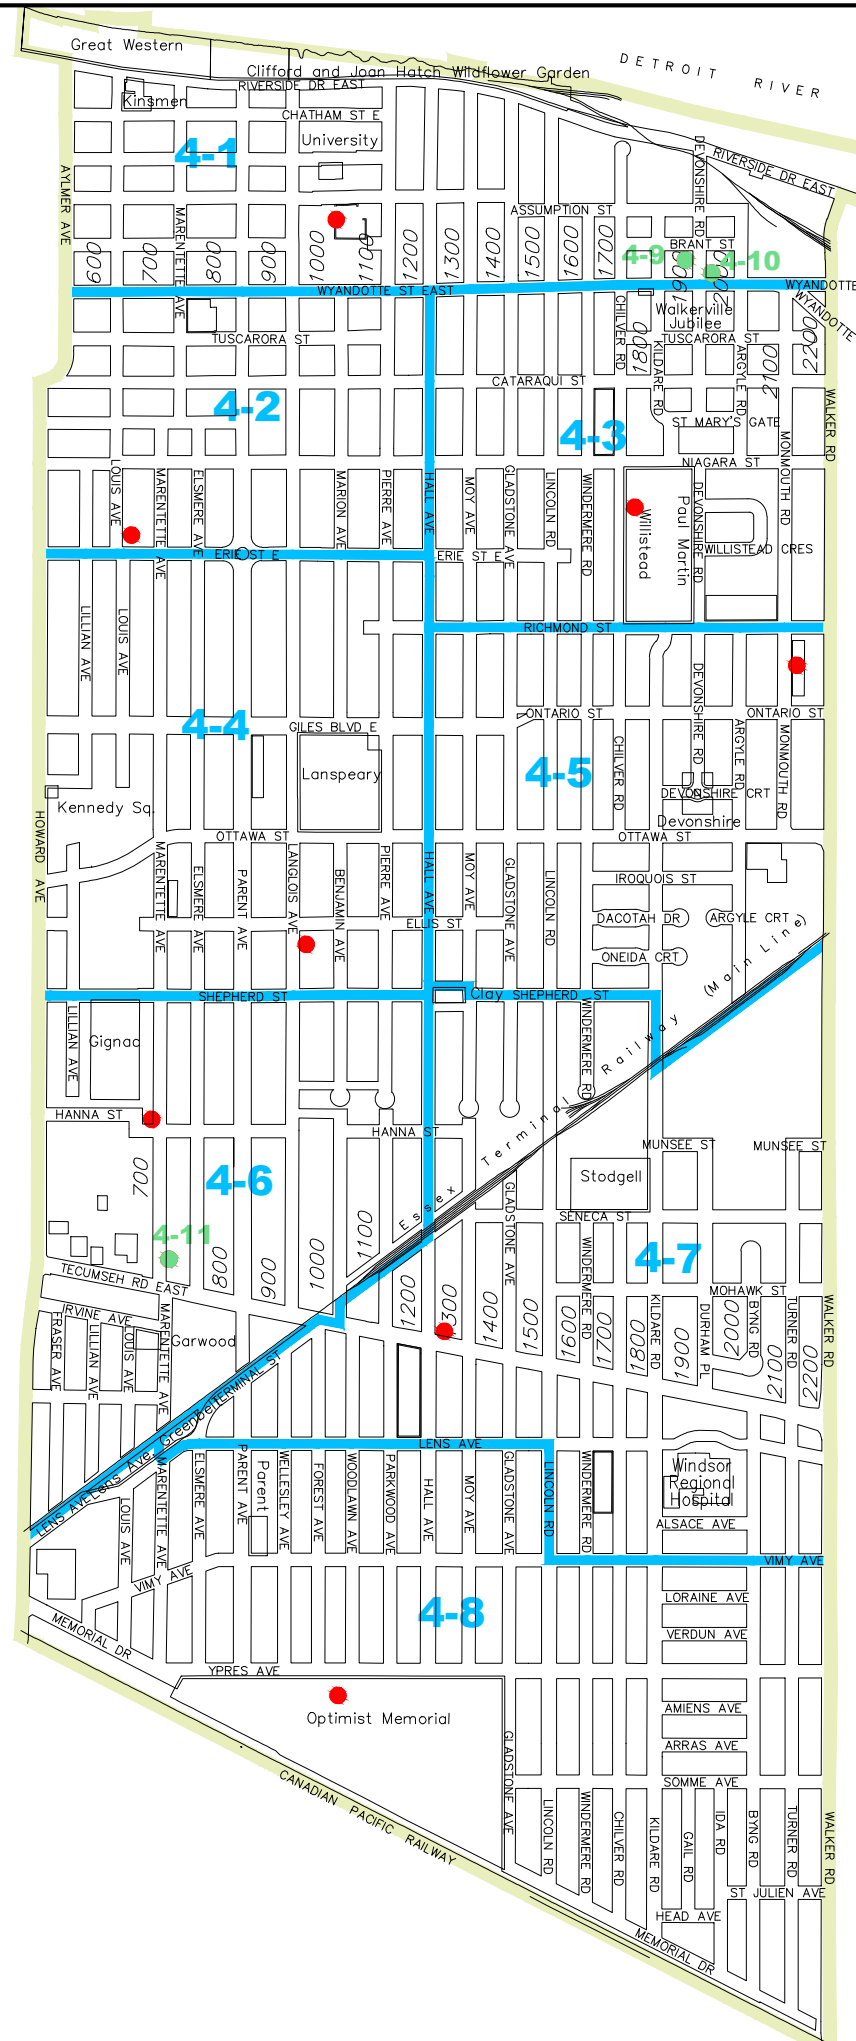 Great Western
DETROIT RIVER
Clifford and Joan Hatch Wildflower Garden
RIVERSIDE DR EAST
Kinsmen
CHATHAM ST E
University
4-1
DEVONSHIRE RD
RIVERSIDE DR EAST
AYLMER AVE
MARENTETTE AVE
ASSUMPTION ST
BRANT ST
600
700
800
900
1000
1100
1200
1300
1400
1500
1600
1700
4-9
1900
4-10
2000
WYANDOTTE ST EAST
WYANDOTTE
WYANDOTTE
CHILVER RD
Walkerville
Jubilee
TUSCARORA ST
TUSCARORA ST
1800
KILDARE RD
ARGYLE RD
2100
2200
CATARAQUI ST
4-2
4-3
ST MARY'S GATE
WALKER RD
MONMOUTH RD
NIAGARA ST
LOUIS AVE
MARENTETTE AVE
ELSMERE AVE
MARION AVE
PIERRE AVE
HALL AVE
MOY AVE
GLADSTONE AVE
LINCOLN RD
WINDERMERE RD
Willistead
Paul Martin
DEVONSHIRE RD
WILLISTEAD CRES
ERIE ST E
ERIE ST E
LILLIAN AVE
LOUIS AVE
RICHMOND ST
4-4
GILES BLVD E
ONTARIO ST
DEVONSHIRE RD
ONTARIO ST
Lanspeary
4-5
CHILVER RD
ARGYLE RD
MONMOUTH RD
DEVONSHIRE CRT
Kennedy Sq.
Devonshire
HOWARD AVE
OTTAWA ST
OTTAWA ST
MARENTETTE AVE
ELSMERE AVE
PARENT AVE
LANGLOIS AVE
BENJAMIN AVE
PIERRE AVE
HALL AVE
MOY AVE
GLADSTONE AVE
LINCOLN RD
IROQUOIS ST
DACOTAH DR
ARGYLE CRT
ELLIS ST
ONEIDA CRT
SHEPHERD ST
Clay
SHEPHERD ST
Essex Terminal Railway (Main Line)
LILLIAN AVE
Gignac
WINDERMERE RD
HANNA ST
HANNA ST
MUNSEE ST
MUNSEE ST
700
4-6
Stodgell
GLADSTONE AVE
SENECA ST
4-11
800
900
1000
1100
1200
1300
1400
1500
WINDERMERE RD
4-7
TECUMSEH RD EAST
MOHAWK ST
IRVINE AVE
FRASER AVE
LILLIAN AVE
LOUIS AVE
MARENTETTE AVE
Garwood
1600
1700
1800
KILDARE RD
1900
DURHAM PL
2000
BYNG RD
2100
TURNER RD
2200
WALKER RD
TERMINAL ST
Lens Ave. Greenbelt
LENS AVE
LENS AVE
LOUIS AVE
MARENTETTE AVE
ELSMERE AVE
PARENT AVE
Parent
WELLESLEY AVE
FOREST AVE
WOODLAWN AVE
PARKWOOD AVE
HALL AVE
MOY AVE
GLADSTONE AVE
LINCOLN RD
WINDERMERE RD
Windsor
Regional
Hospital
ALSACE AVE
VIMY AVE
VIMY AVE
4-8
LORAINE AVE
MEMORIAL DR
VERDUN AVE
YPRES AVE
Optimist Memorial
AMIENS AVE
ARRAS AVE
SOMME AVE
CANADIAN PACIFIC RAILWAY
GLADSTONE AVE
LINCOLN RD
WINDERMERE RD
CHILVER RD
KILDARE RD
GAIL RD
IDA RD
BYNG RD
TURNER RD
WALKER RD
ST JULIEN AVE
HEAD AVE
MEMORIAL DR